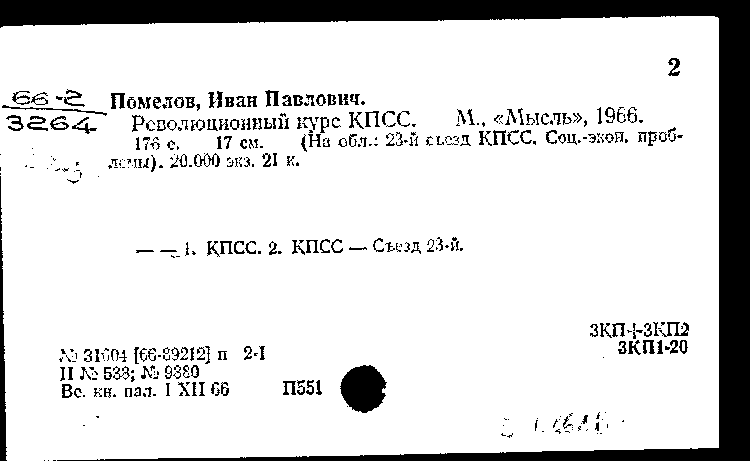 2
66-2
3264
Помелов, Иван Павлович.
Революционный курс КПСС. М., «Мысль», 1966.
176 с. 17 см. (На обл.: 23-й съезд КПСС. Соц.-экон. проб-
лемы). 20.000 экз. 21 к.
— — 1. КПСС. 2. КПСС — Съезд 23-й.
3КП+3КП2
3КП1-20
№ 31604 [66-89212] п 2-1
II № 538; № 9380
Вс. кн. пал. 1 XII 66 П551